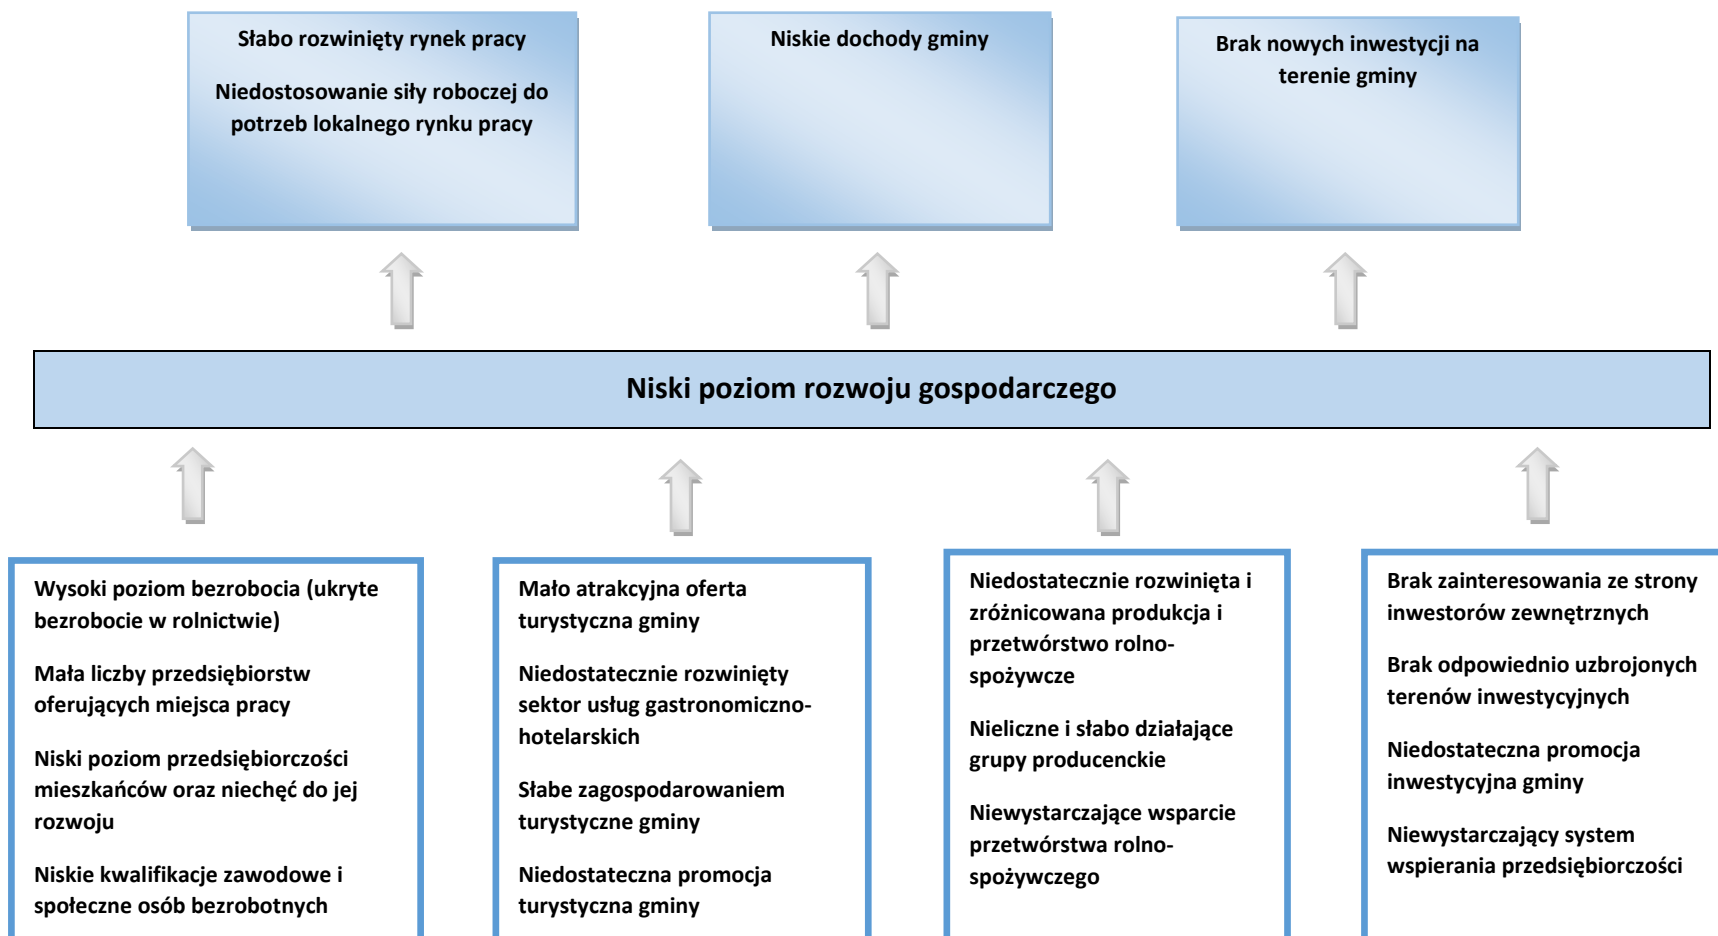 Słabo rozwinięty rynek pracy
Niedostosowanie siły roboczej do
potrzeb lokalnego rynku pracy
Niskie dochody gminy
Brak nowych inwestycji na
terenie gminy
Niski poziom rozwoju gospodarczego
Wysoki poziom bezrobocia (ukryte
bezrobocie w rolnictwie)
Mała liczby przedsiębiorstw
oferujących miejsca pracy
Niski poziom przedsiębiorczości
mieszkańców oraz niechęć do jej
rozwoju
Niskie kwalifikacje zawodowe i
społeczne osób bezrobotnych
Mało atrakcyjna oferta
turystyczna gminy
Niedostatecznie rozwinięty
sektor usług gastronomiczno-
hotelarskich
Słabe zagospodarowaniem
turystyczne gminy
Niedostateczna promocja
turystyczna gminy
Niedostatecznie rozwinięta i
zróżnicowana produkcja i
przetwórstwo rolno-
spożywcze
Nieliczne i słabo działające
grupy producenckie
Niewystarczające wsparcie
przetwórstwa rolno-
spożywczego
Brak zainteresowania ze strony
inwestorów zewnętrznych
Brak odpowiednio uzbrojonych
terenów inwestycyjnych
Niedostateczna promocja
inwestycyjna gminy
Niewystarczający system
wspierania przedsiębiorczości